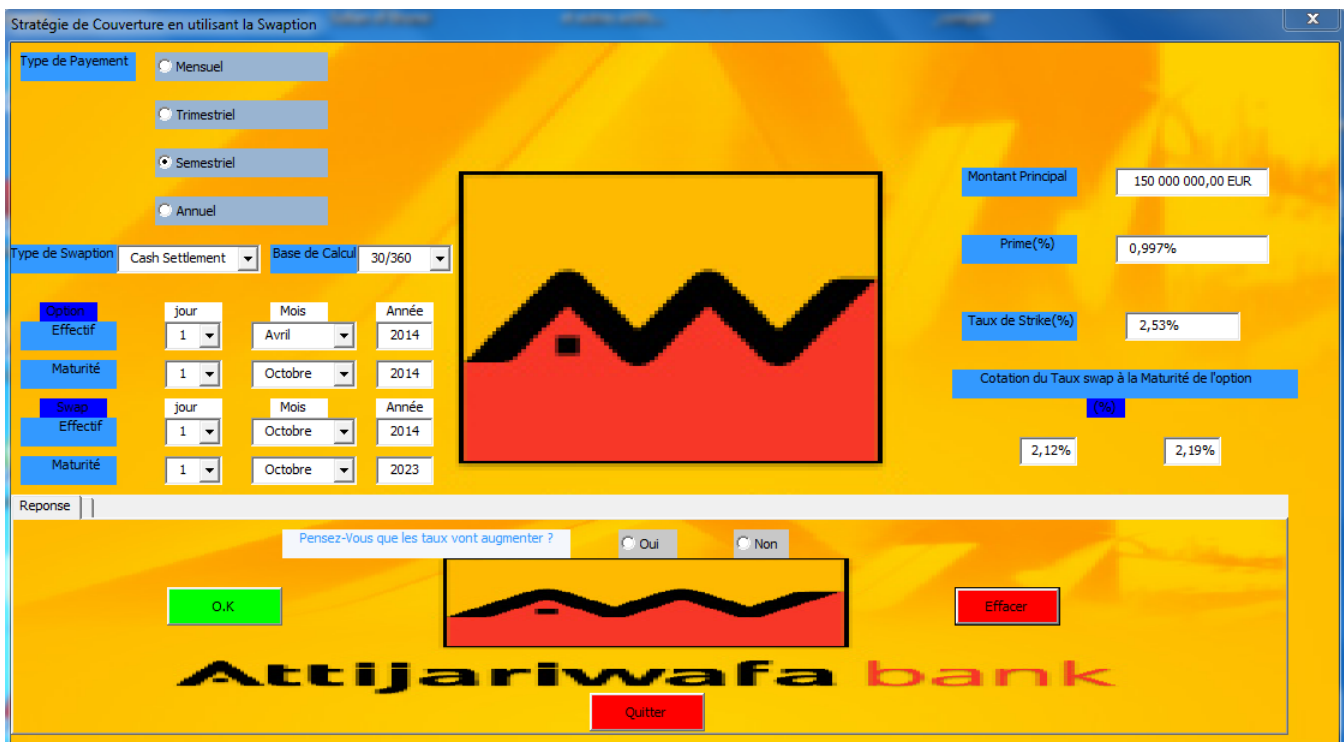 Stratégie de Couverture en utilisant la Swaption
X
Type de Payement
Mensuel
Trimestriel
Semestriel
Annuel
Type de Swaption Cash Settlement Base de Calcul 30/360
Option jour Mois Année
Effectif 1 Avril 2014
Maturité 1 Octobre 2014
Swap jour Mois Année
Effectif 1 Octobre 2014
Maturité 1 Octobre 2023
Montant Principal 150 000 000,00 EUR
Prime(%) 0,997%
Taux de Strike(%) 2,53%
Cotation du Taux swap à la Maturité de l'option
(%)
2,12% 2,19%
Reponse
Pensez-Vous que les taux vont augmenter ? Oui Non
O.K Effacer
Attijariwafa bank
Quitter